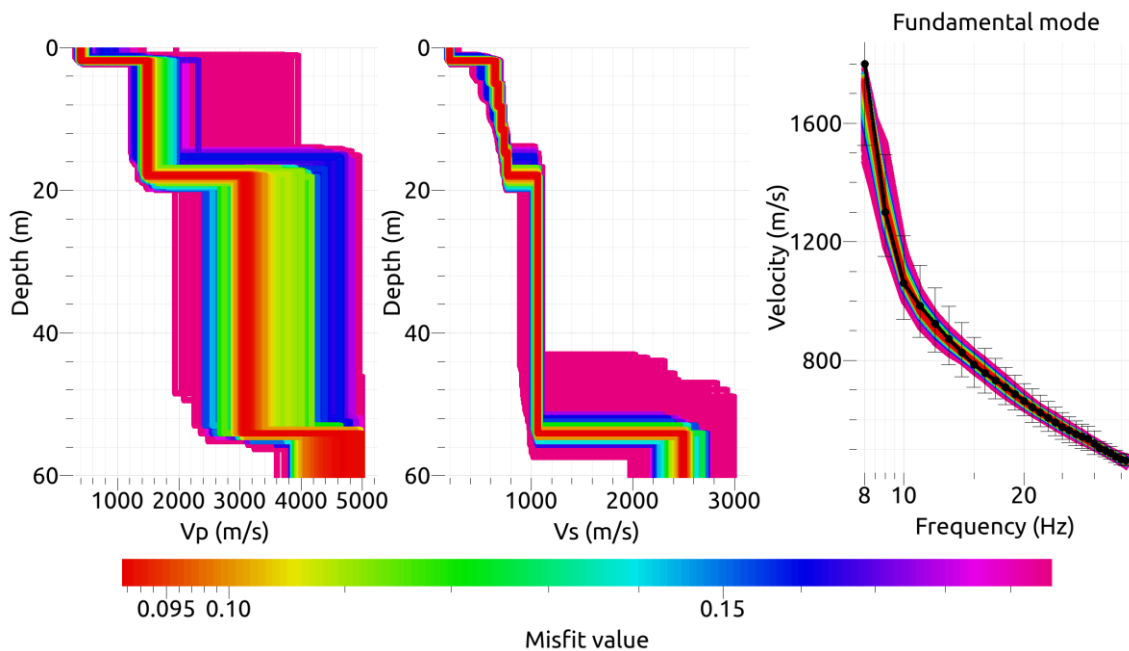 Fundamental mode
0
20
40
60
Depth (m)
1000 2000 3000 4000 5000
Vp (m/s)
0
20
40
60
Depth (m)
1000 2000 3000
Vs (m/s)
1600
1200
800
Velocity (m/s)
8 10 20
Frequency (Hz)
0.095 0.10 0.15
Misfit value